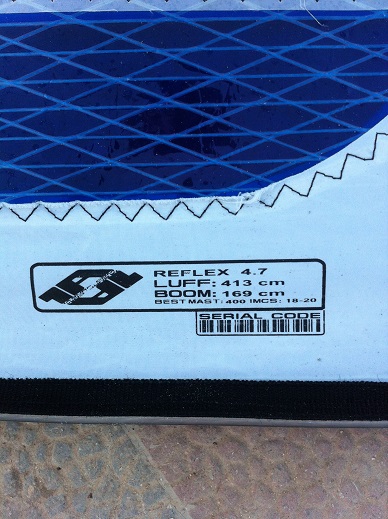 REFLEX 4.7
LUFF: 413 cm
BOOM: 169 cm
BEST MAST: 400 IMCS: 18-20
SERIAL CODE